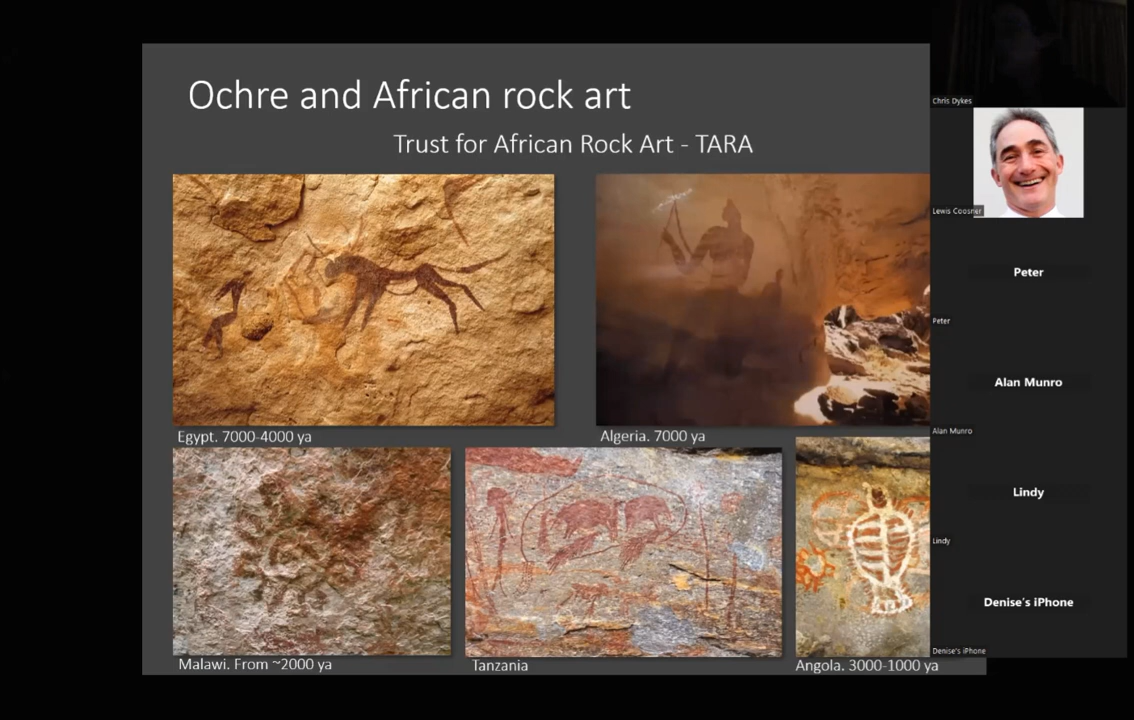 Ochre and African rock art
Trust for African Rock Art - TARA
Egypt. 7000-4000 ya
Algeria. 7000 ya
Malawi. From ~2000 ya
Tanzania
Angola. 3000-1000 ya
Chris Dykes
Lewis Coosner
Peter
Peter
Alan Munro
Alan Munro
Lindy
Lindy
Denise's iPhone
Denise's iPhone